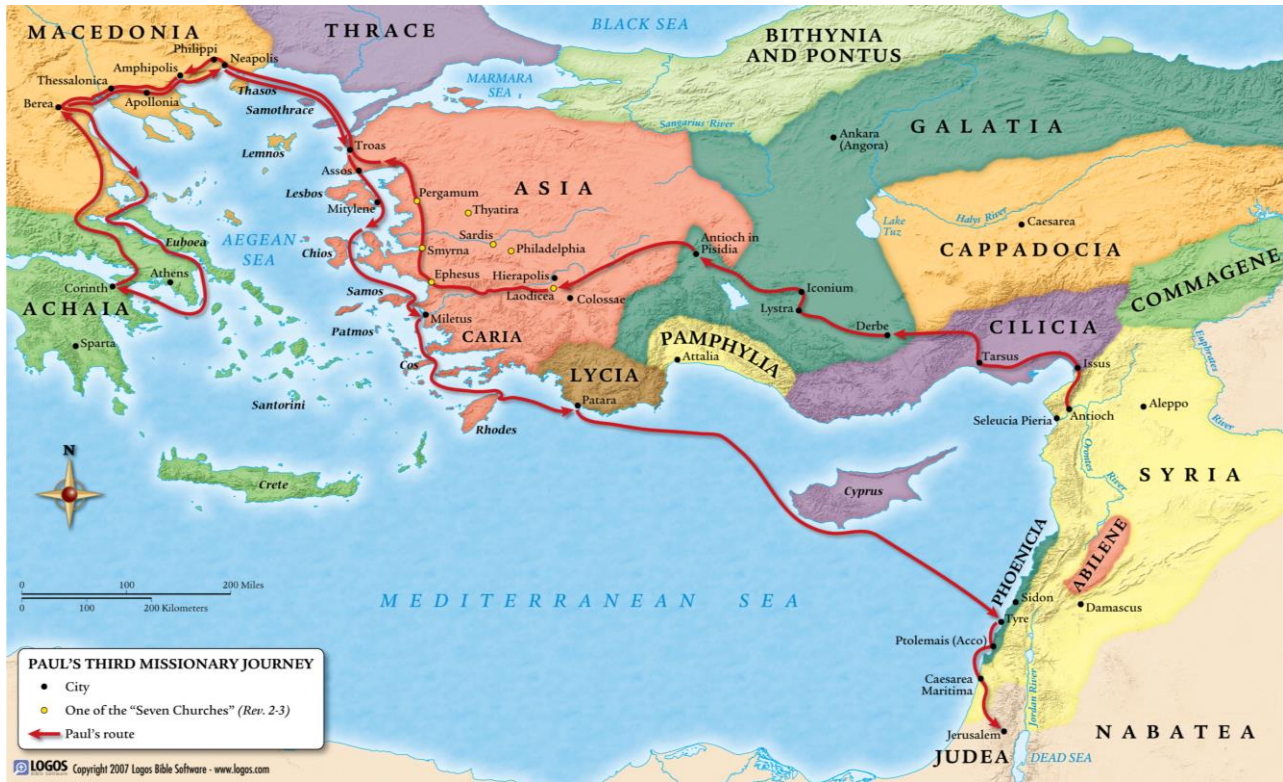 BLACK SEA
MACEDONIA
THRACE
BITHYNIA
AND PONTUS
Philippi
Neapolis
Amphipolis
Thessalonica
Apollonia
Berea
Thasos
Samothrace
MARMARA
SEA
Sangarius River
Ankara
(Angora)
GALATIA
Lemnos
Troas
Assos
Lesbos
Mitylene
Pergamum
ASIA
Thyatira
Sardis
Philadelphia
Smyrna
AEGEAN
SEA
Euboea
Chios
Athens
Corinth
ACHAIA
Sparta
Samos
Patmos
Ephesus
Hierapolis
Laodicea
Colossae
Miletus
CARIA
Cos
Antioch in
Pisidia
Iconium
Lystra
Derbe
Lake
Tuz
Halys River
Caesarea
CAPPADOCIA
COMMAGENE
CILICIA
Tarsus
Issus
Euphrates
River
PAMPHYLIA
Attalia
LYCIA
Patara
Santorini
Rhodes
Crete
Seleucia Pieria
Antioch
Aleppo
Orontes
River
SYRIA
Cyprus
N
PHOENICIA
ABILENE
Sidon
Damascus
Tyre
Ptolemais (Acco)
Caesarea
Maritima
Jordan River
Jerusalem
JUDEA
DEAD SEA
NABATEA
MEDITERRANEAN SEA
0 100 200 Miles
0 100 200 Kilometers
PAUL'S THIRD MISSIONARY JOURNEY
City
One of the "Seven Churches" (Rev. 2-3)
Paul's route
LOGOS
Bible Software
Copyright 2007 Logos Bible Software - www.logos.com